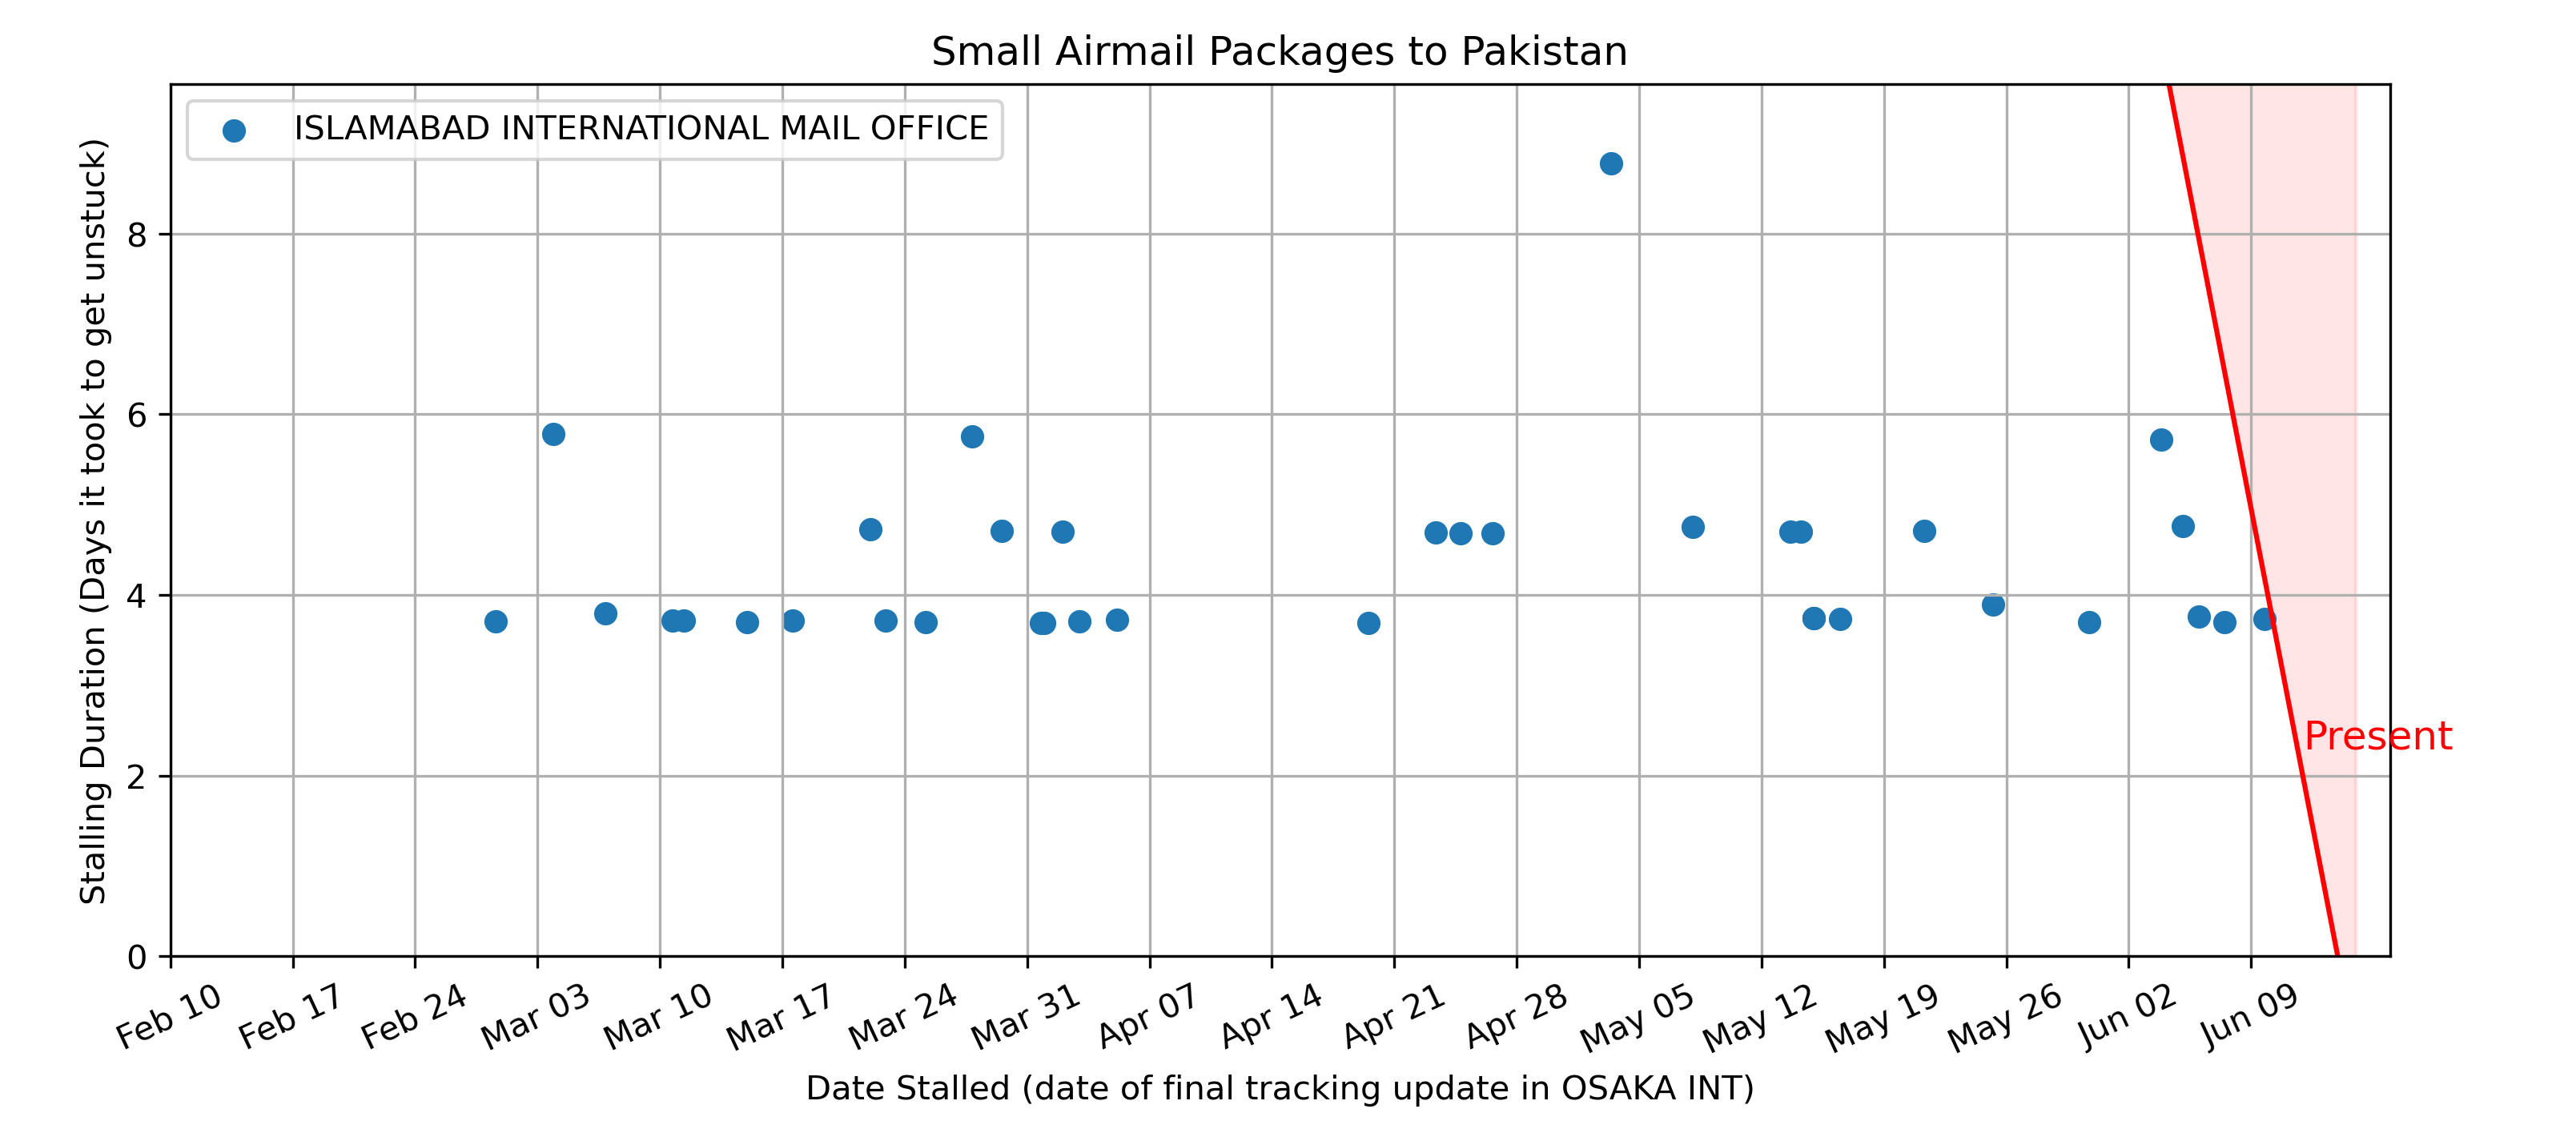 Small Airmail Packages to Pakistan
ISLAMABAD INTERNATIONAL MAIL OFFICE
Stalling Duration (Days it took to get unstuck)
8
6
4
2
0
Present
Feb 10
Feb 17
Feb 24
Mar 03
Mar 10
Mar 17
Mar 24
Mar 31
Apr 07
Apr 14
Apr 21
Apr 28
May 05
May 12
May 19
May 26
Jun 02
Jun 09
Date Stalled (date of final tracking update in OSAKA INT)